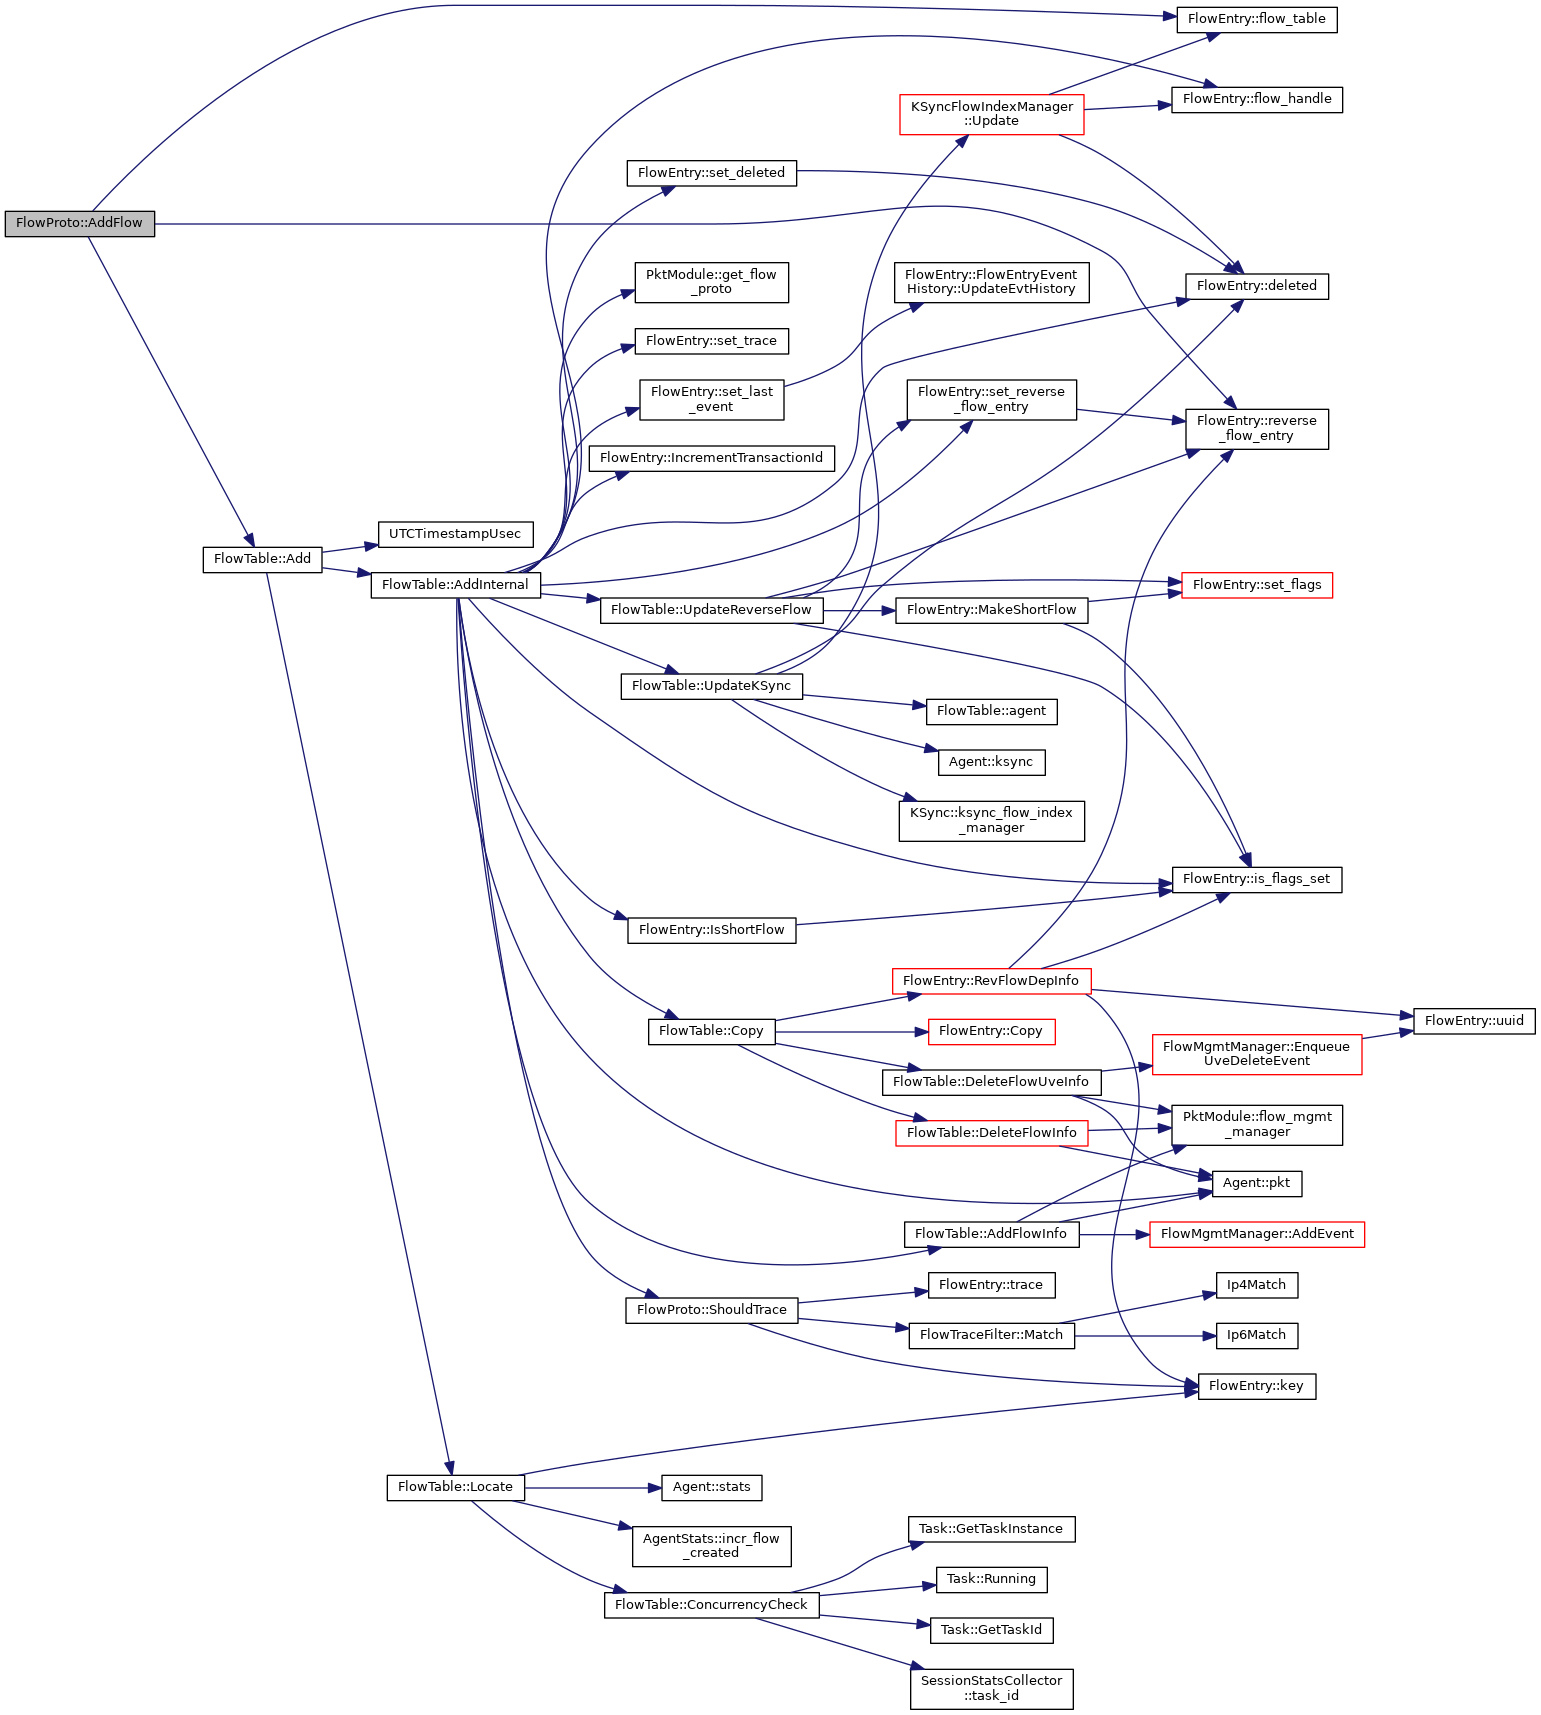 FlowEntry::flow_table
KSyncFlowIndexManager
::Update
FlowEntry::flow_handle
FlowEntry::set_deleted
FlowProto::AddFlow
PktModule::get_flow
_proto
FlowEntry::FlowEntryEvent
History::UpdateEvtHistory
FlowEntry::deleted
FlowEntry::set_trace
FlowEntry::set_last
_event
FlowEntry::set_reverse
_flow_entry
FlowEntry::reverse
_flow_entry
FlowEntry::IncrementTransactionId
UTCTimestampUsec
FlowTable::Add
FlowTable::AddInternal
FlowEntry::set_flags
FlowTable::UpdateReverseFlow
FlowEntry::MakeShortFlow
FlowTable::UpdateKSync
FlowTable::agent
Agent::ksync
KSync::ksync_flow_index
_manager
FlowEntry::is_flags_set
FlowEntry::IsShortFlow
FlowEntry::RevFlowDepInfo
FlowEntry::uuid
FlowTable::Copy
FlowEntry::Copy
FlowMgmtManager::Enqueue
UveDeleteEvent
FlowTable::DeleteFlowUveInfo
PktModule::flow_mgmt
_manager
FlowTable::DeleteFlowInfo
Agent::pkt
FlowTable::AddFlowInfo
FlowMgmtManager::AddEvent
FlowEntry::trace
Ip4Match
FlowProto::ShouldTrace
FlowTraceFilter::Match
Ip6Match
FlowEntry::key
FlowTable::Locate
Agent::stats
AgentStats::incr_flow
_created
Task::GetTaskInstance
Task::Running
FlowTable::ConcurrencyCheck
Task::GetTaskId
SessionStatsCollector
::task_id